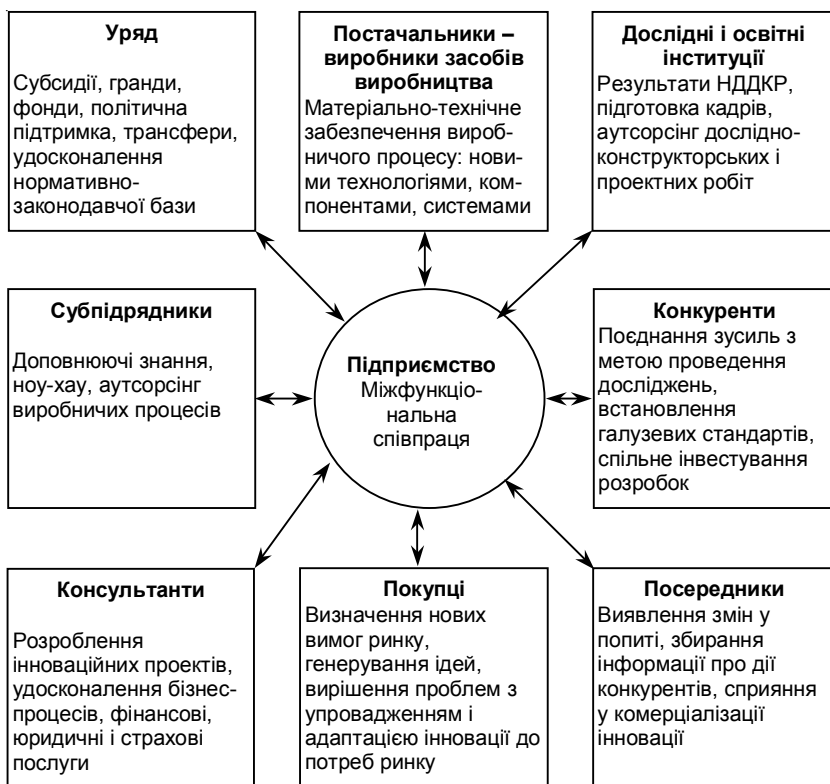 Уряд
Субсидії, гранди,
фонди, політична
підтримка, трансфери,
удосконалення
нормативно-
законодавчої бази
Постачальники –
виробники засобів
виробництва
Матеріально-технічне
забезпечення вироб-
ничого процесу: нови-
ми технологіями, ком-
понентами, системами
Дослідні і освітні
інституції
Результати НДДКР,
підготовка кадрів,
аутсорсінг дослідно-
конструкторських і
проектних робіт
Субпідрядники
Доповнюючі знання,
ноу-хау, аутсорсінг
виробничих процесів
Підприємство
Міжфункціо-
нальна
співпраця
Конкуренти
Поєднання зусиль з
метою проведення
досліджень,
встановлення
галузевих стандартів,
спільне інвестування
розробок
Консультанти
Розроблення
інноваційних проектів,
удосконалення бізнес-
процесів, фінансові,
юридичні і страхові
послуги
Покупці
Визначення нових
вимог ринку,
генерування ідей,
вирішення проблем з
упровадженням і
адаптацією інновації до
потреб ринку
Посередники
Виявлення змін у
попиті, збирання
інформації про дії
конкурентів, сприяння
у комерціалізації
інновації